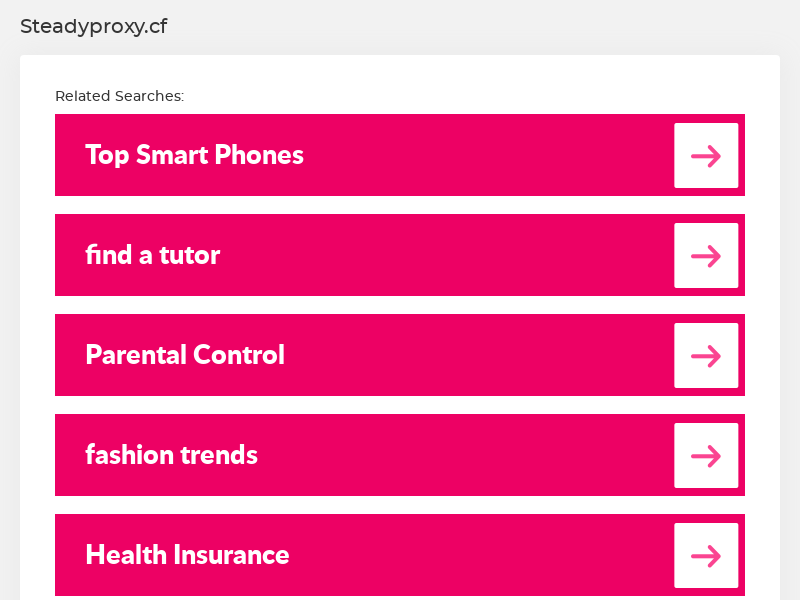 Steadyproxy.cf
Related Searches:
Top Smart Phones
find a tutor
Parental Control
fashion trends
Health Insurance